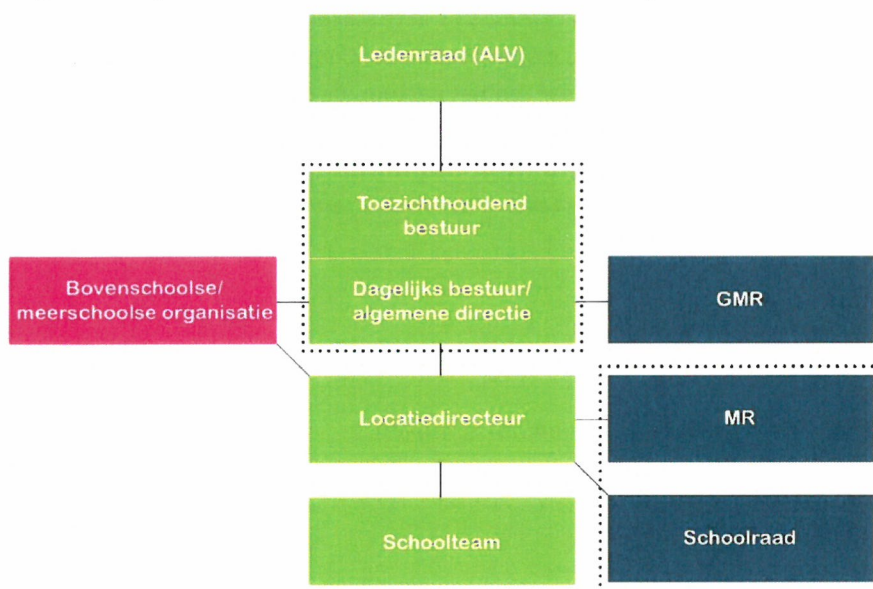 Ledenraad (ALV)
Toezichthoudend
bestuur
Bovenschoolse/
meerschoolse organisatie
Dagelijks bestuur/
algemene directie
GMR
Locatiedirecteur
MR
Schoolteam
Schoolraad